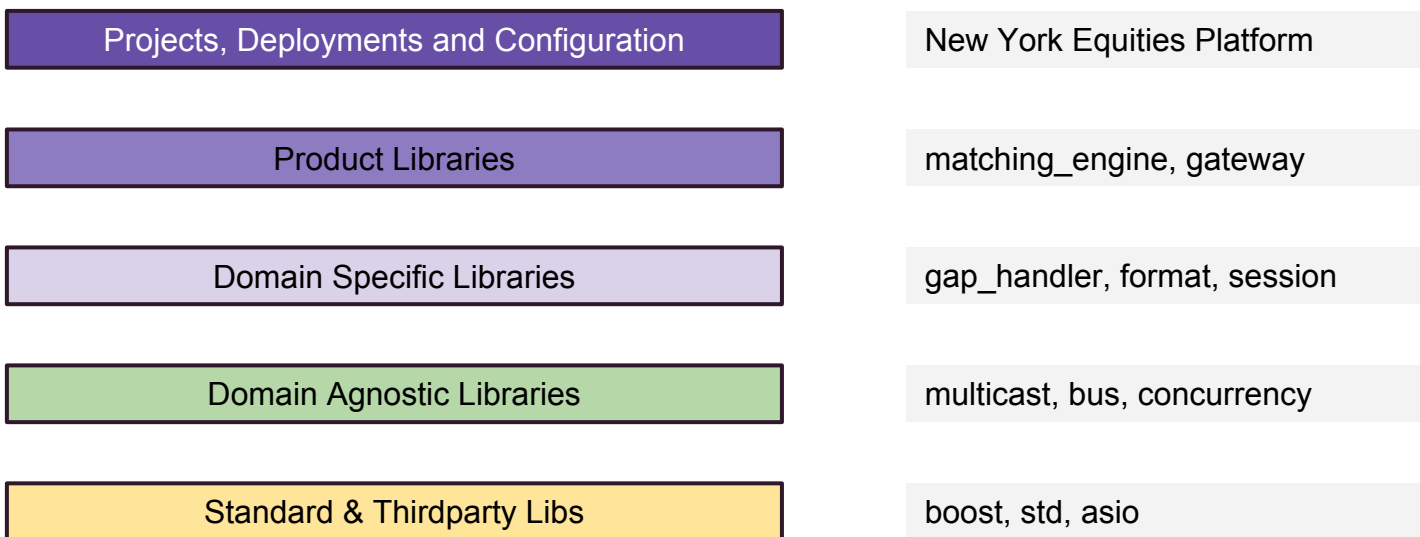 Projects, Deployments and Configuration
New York Equities Platform
Product Libraries
matching_engine, gateway
Domain Specific Libraries
gap_handler, format, session
Domain Agnostic Libraries
multicast, bus, concurrency
Standard & Thirdparty Libs
boost, std, asio